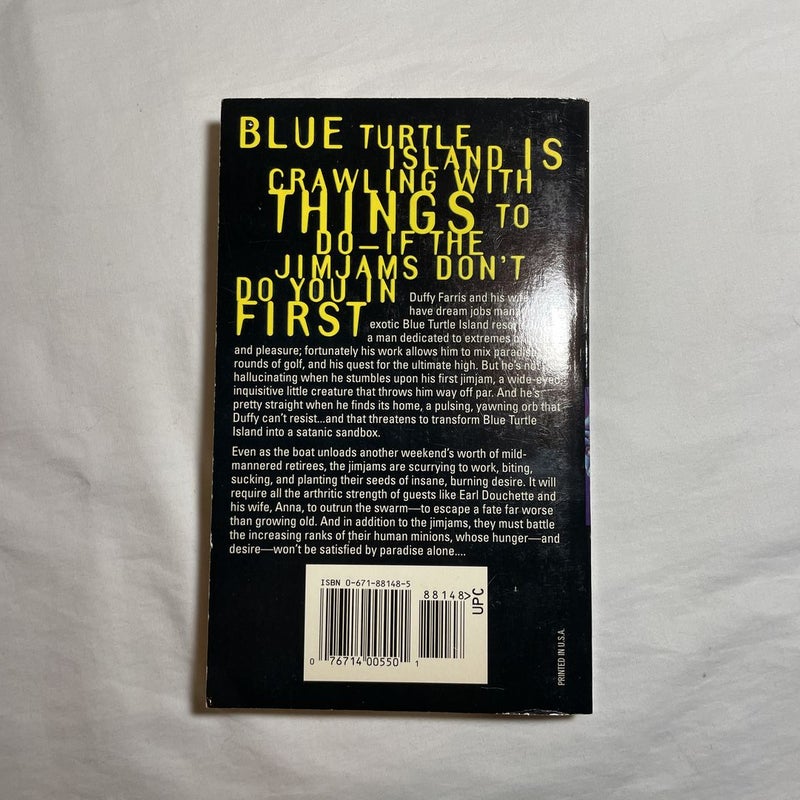 BLUE TURTLE
ISLAND IS
CRAWLING WITH
THINGS TO
DO—IF THE
JIMJAMS DON'T
DO YOU IN
FIRST
Duffy Farris and his wife
have dream jobs
exotic Blue Turtle Island
a man dedicated to extremes
and pleasure; fortunately his work allows him to mix
rounds of golf, and his quest for the ultimate high. But he's not
hallucinating when he stumbles upon his first jimjam, a wide-eyed,
inquisitive little creature that throws him way off par. And he's
pretty straight when he finds its home, a pulsing, yawning orb that
Duffy can't resist...and that threatens to transform Blue Turtle
Island into a satanic sandbox.
Even as the boat unloads another weekend's worth of mild-
mannered retirees, the jimjams are scurrying to work, biting,
sucking, and planting their seeds of insane, burning desire. It will
require all the arthritic strength of guests like Earl Douchette and
his wife, Anna, to outrun the swarm—to escape a fate far worse
than growing old. And in addition to the jimjams, they must battle
the increasing ranks of their human minions, whose hunger—and
desire—won't be satisfied by paradise alone....
ISBN 0-671-88148-5
88148>
UPC
0 76714 00550 1
PRINTED IN U.S.A.